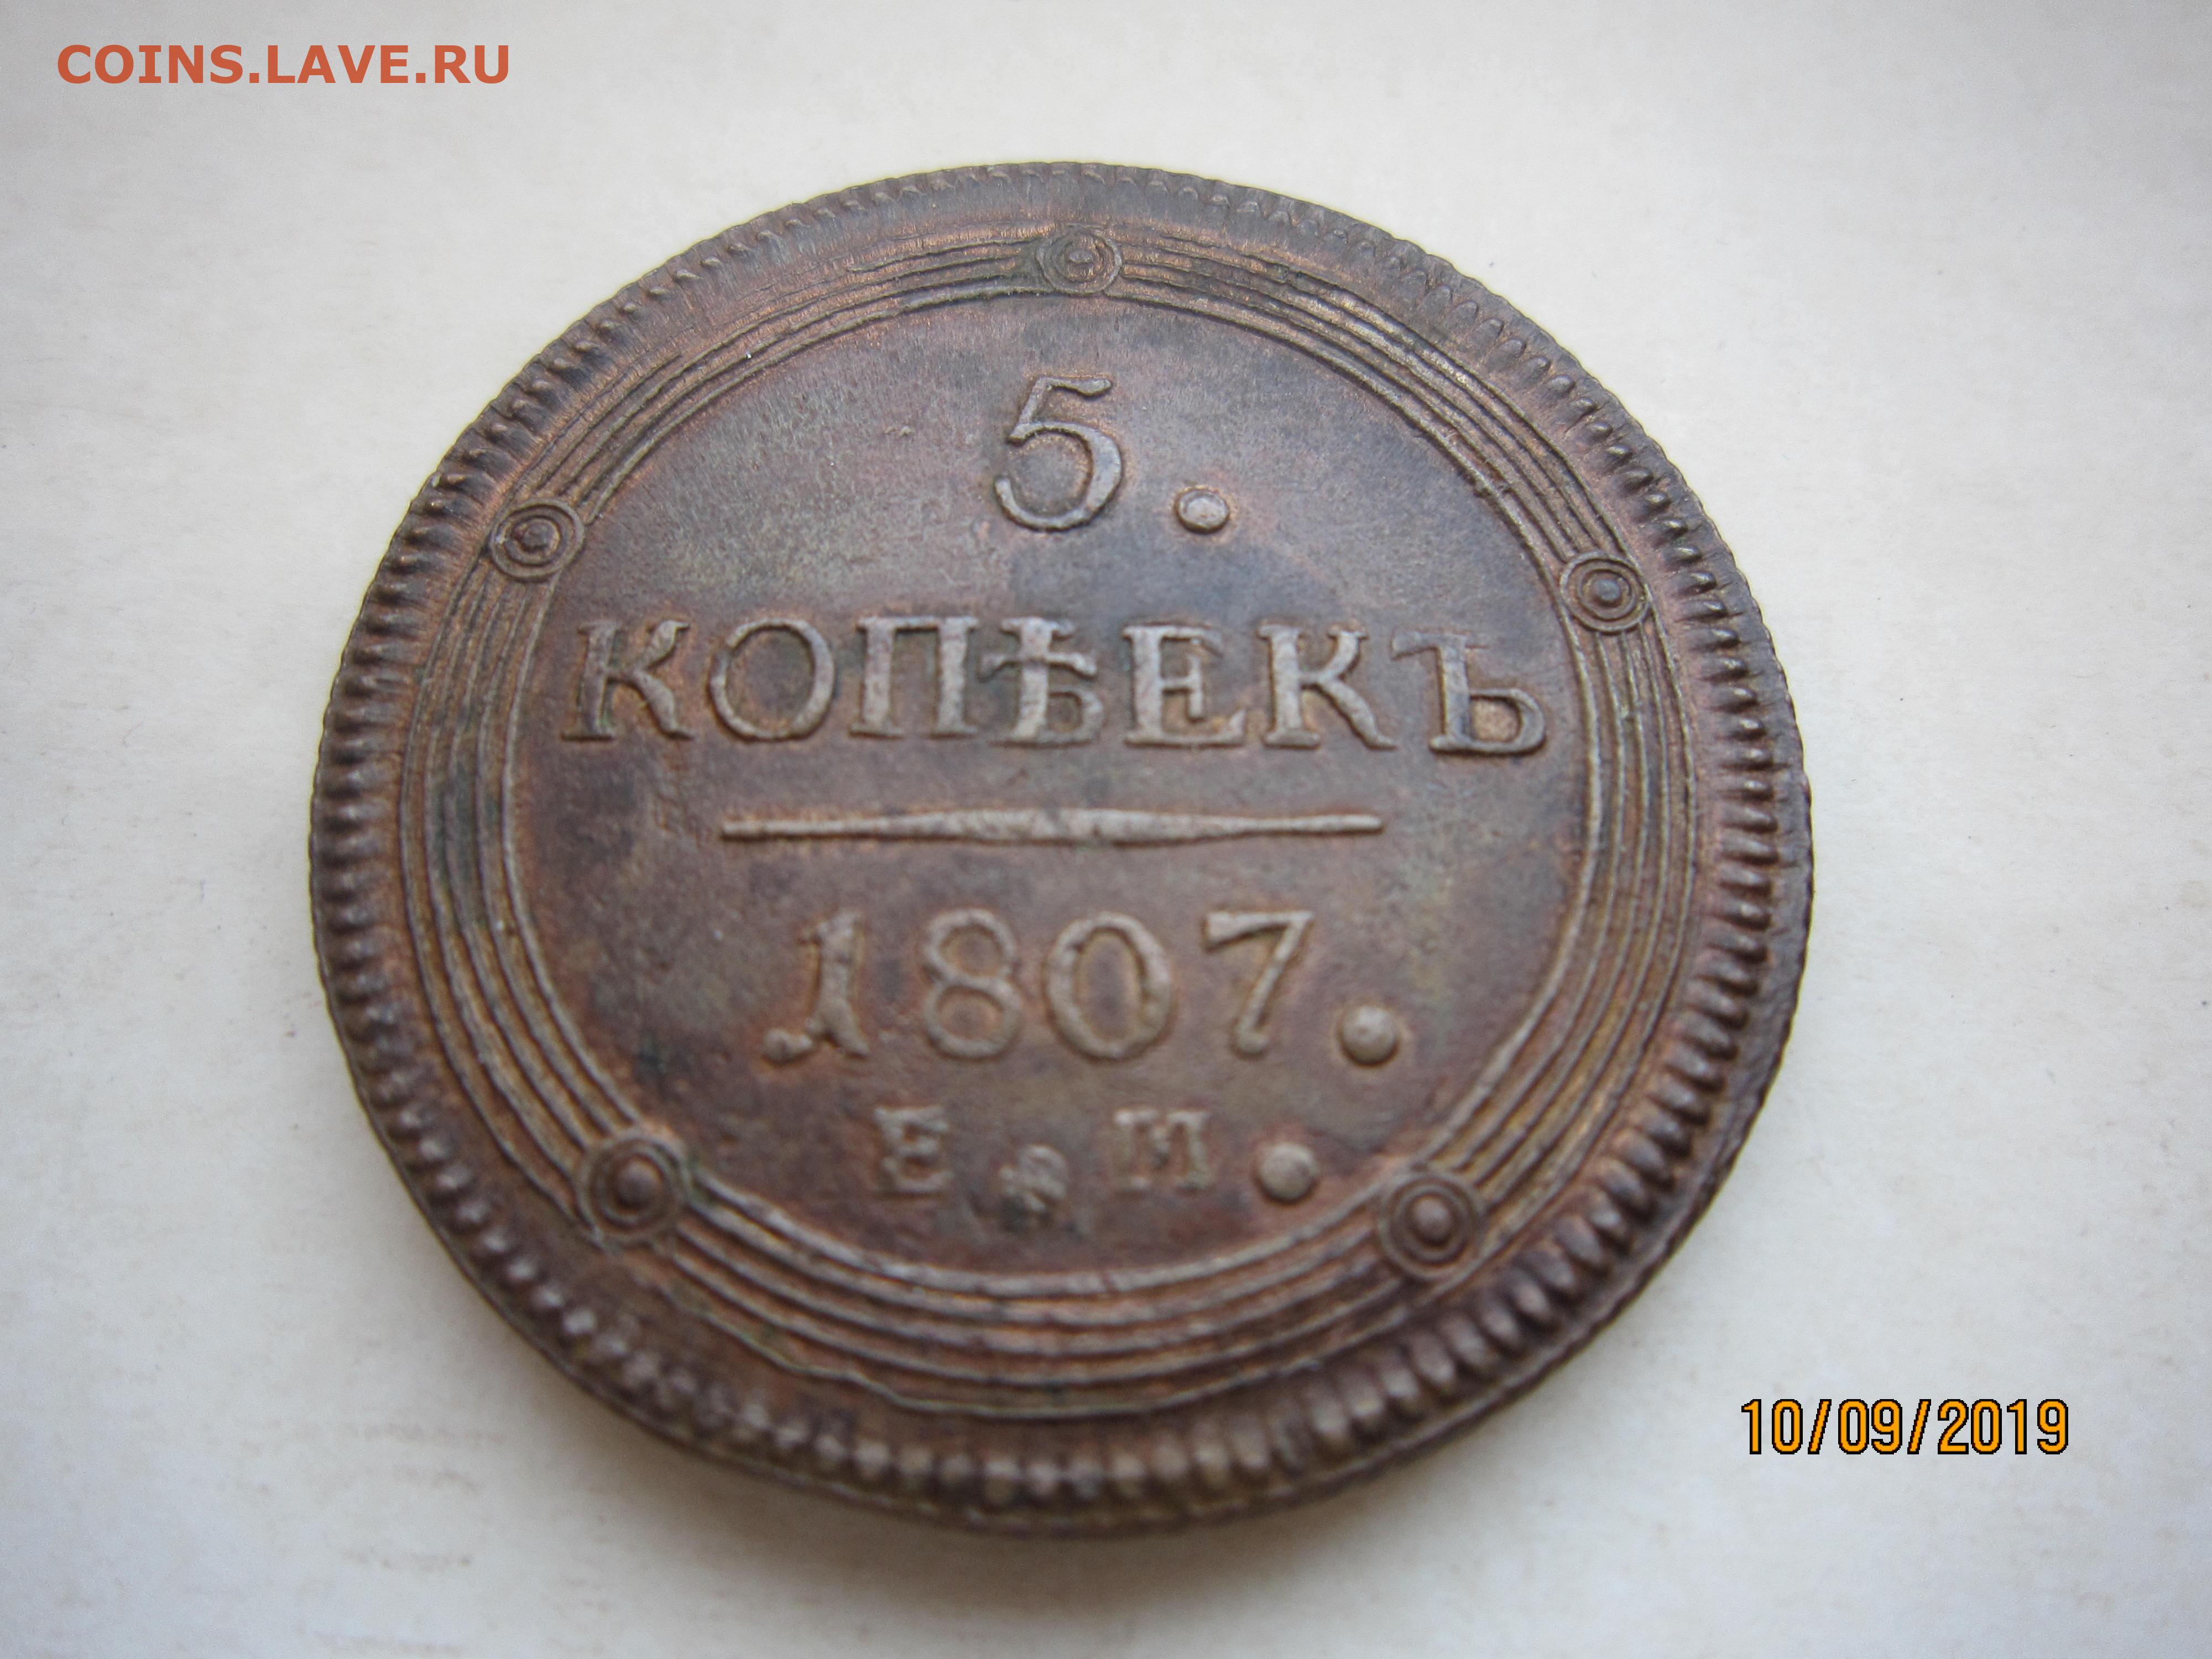 COINS.LAVE.RU
5.
КОПѢЕКЪ
1807.
Е.М.
10/09/2019